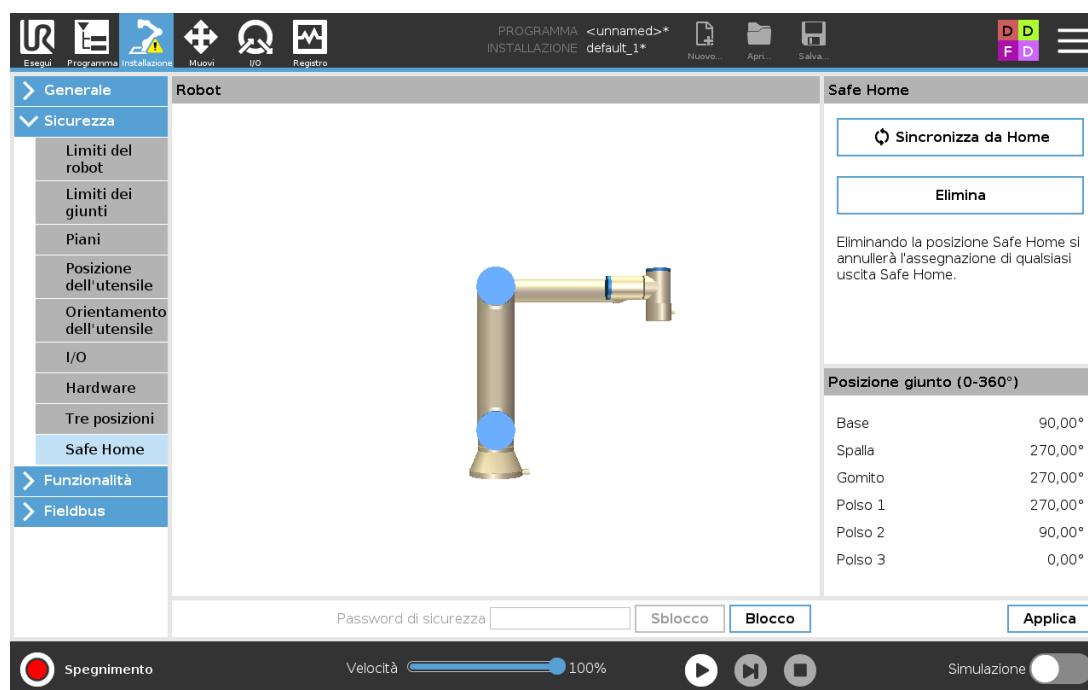 UR
Esegui
Programma
Installazione
Muovi
I/O
Registro
PROGRAMMA <unnamed>*
INSTALLAZIONE default_1*
Nuovo...
Apri...
Salva...
D D
F D
Generale
Sicurezza
Limiti del
robot
Limiti dei
giunti
Piani
Posizione
dell'utensile
Orientamento
dell'utensile
I/O
Hardware
Tre posizioni
Safe Home
Funzionalità
Fieldbus
Robot
Safe Home
Sincronizza da Home
Elimina
Eliminando la posizione Safe Home si
annullerà l'assegnazione di qualsiasi
uscita Safe Home.
Posizione giunto (0-360°)
Base 90,00°
Spalla 270,00°
Gomito 270,00°
Polso 1 270,00°
Polso 2 90,00°
Polso 3 0,00°
Password di sicurezza Sblocco Blocco Applica
Spegnimento Velocità 100% Simulazione